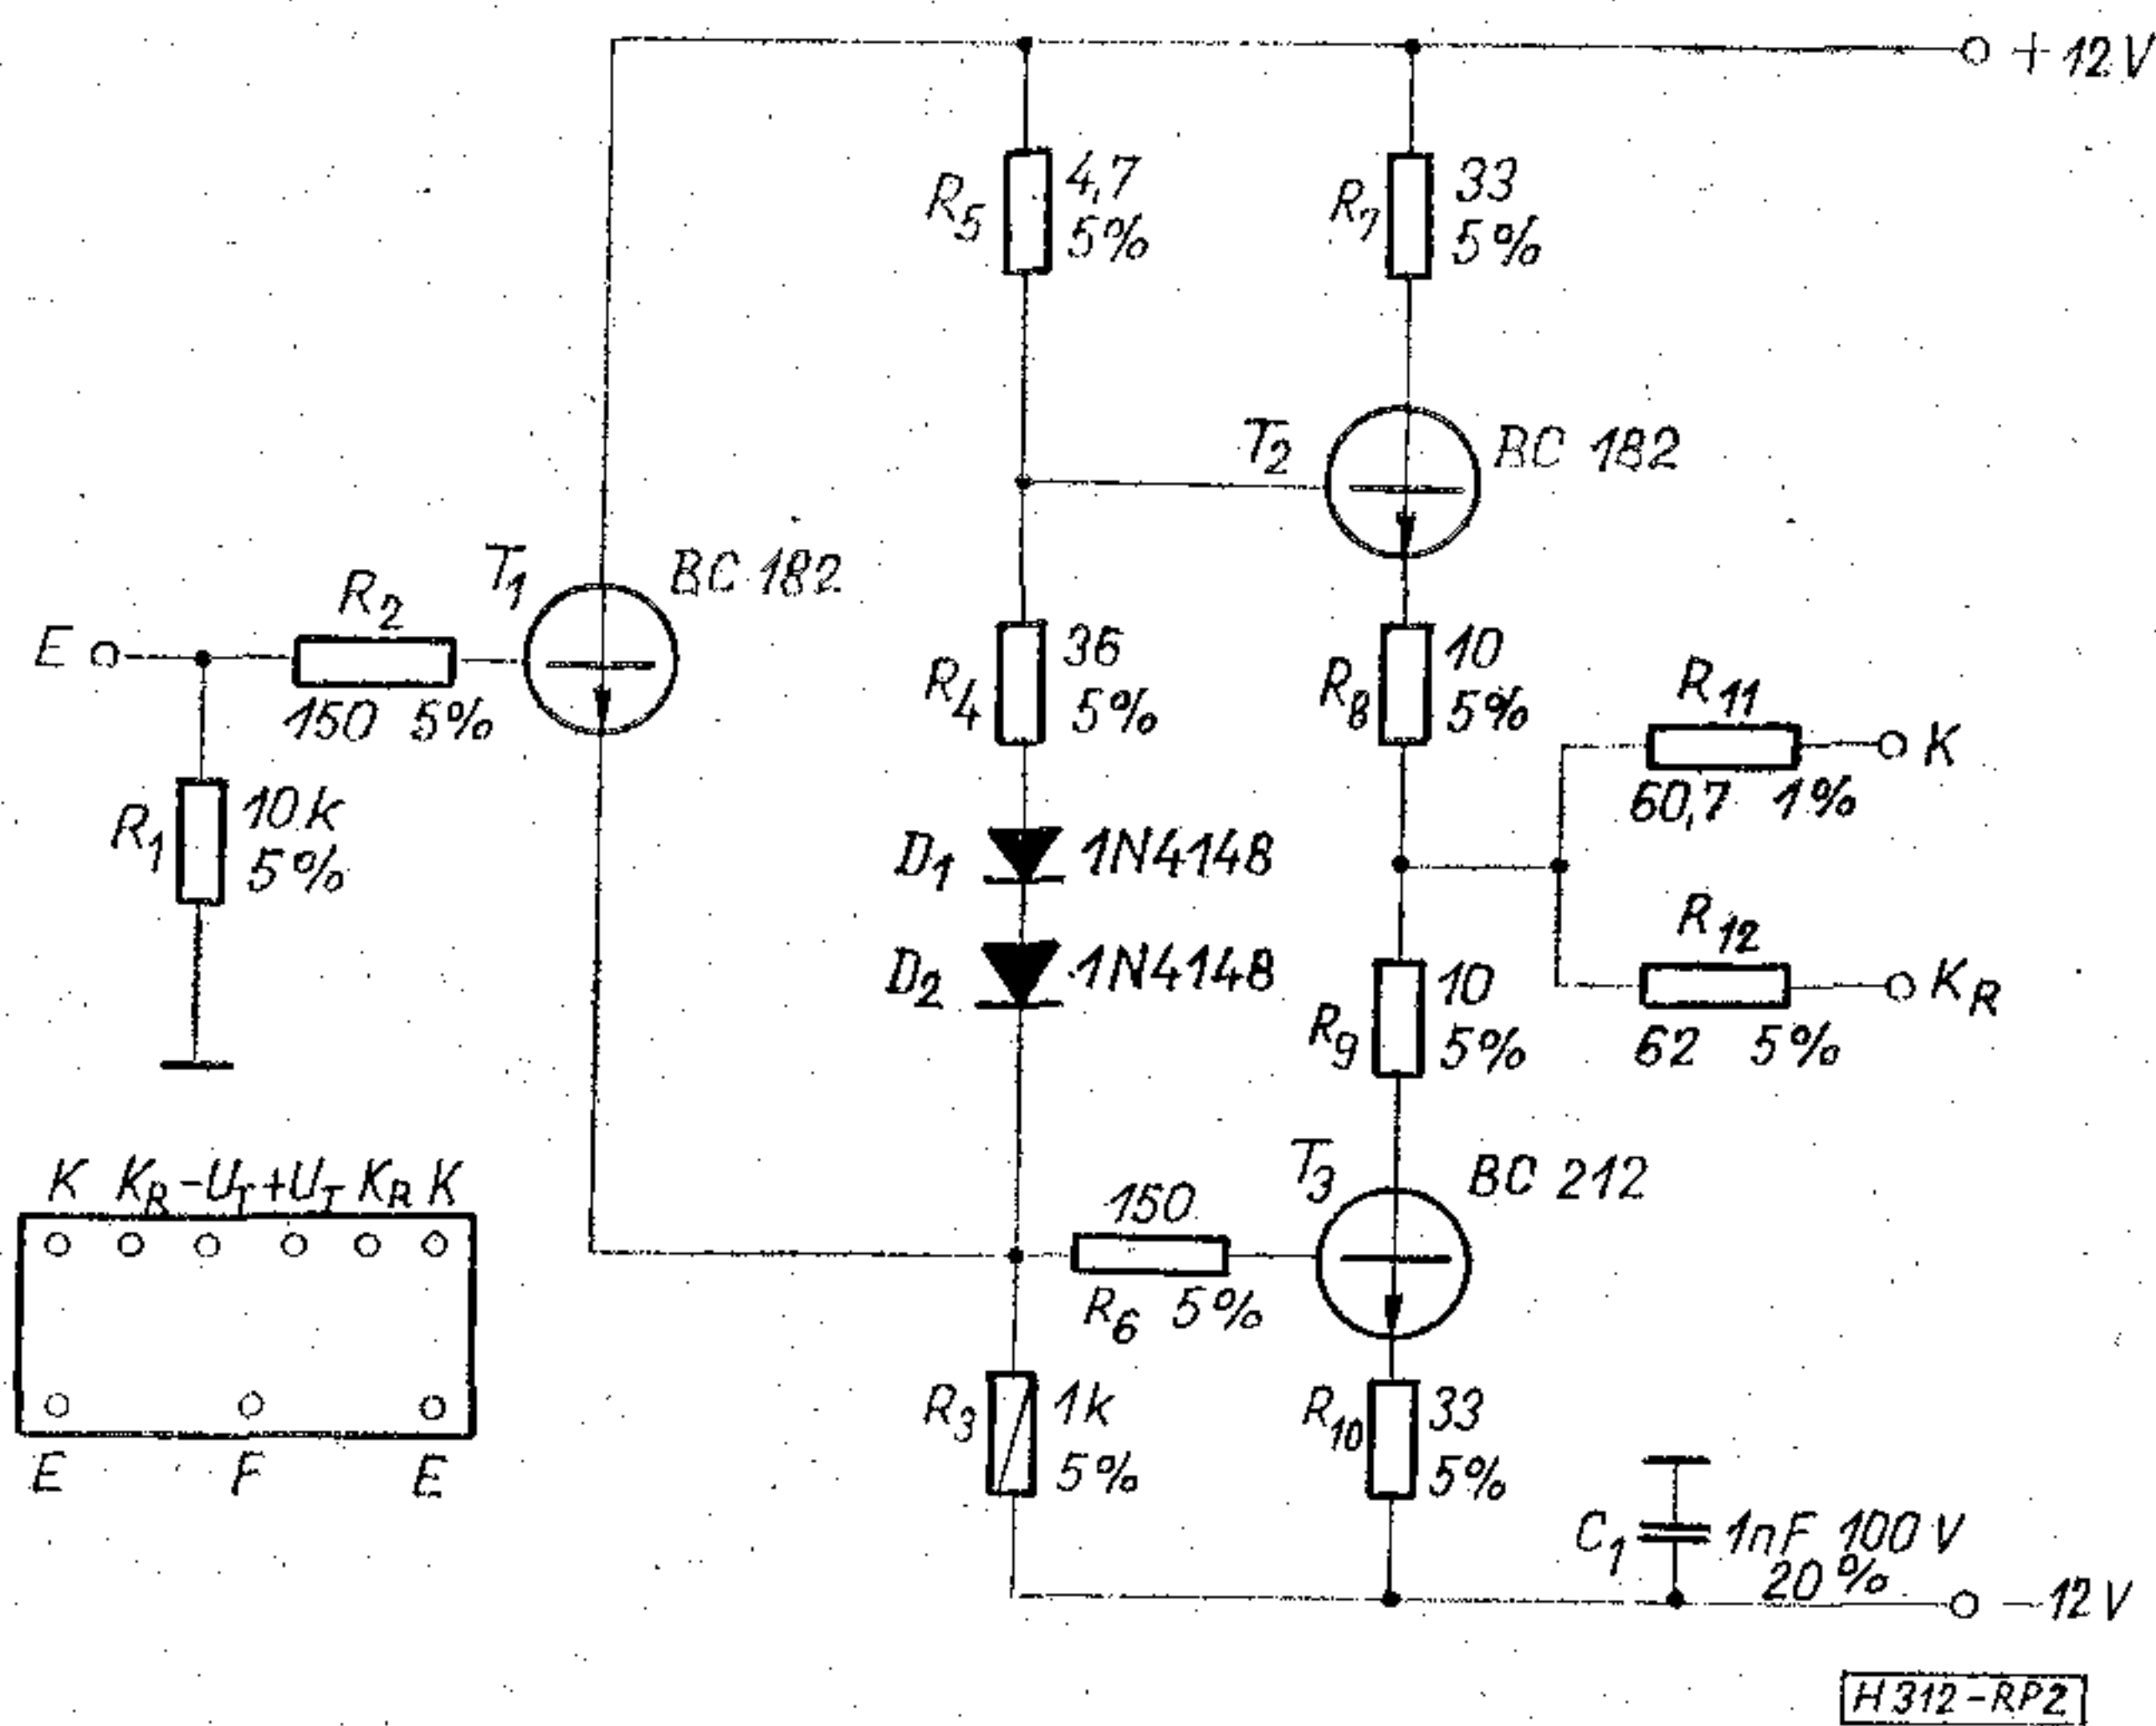 + 12 V
R5 4,7 5%
R7 33 5%
T2 BC 182
T1 BC 182
E
R2 150 5%
R4 36 5%
R8 10 5%
R11 60,7 1%
K
R1 10 k 5%
D1 1N4148
D2 1N4148
R12 62 5%
KR
R9 10 5%
T3 BC 212
K KR -UT +UT KR K
150 R6 5%
E F E
R3 1k 5%
R10 33 5%
C1 1nF 100 V 20%
-12 V
H312-RP2